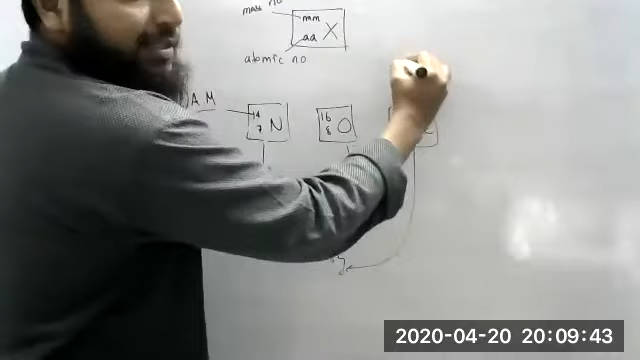 mass no
mm
aa X
atomic no
A M
14
7 N
16
8 O
2020-04-20 20:09:43